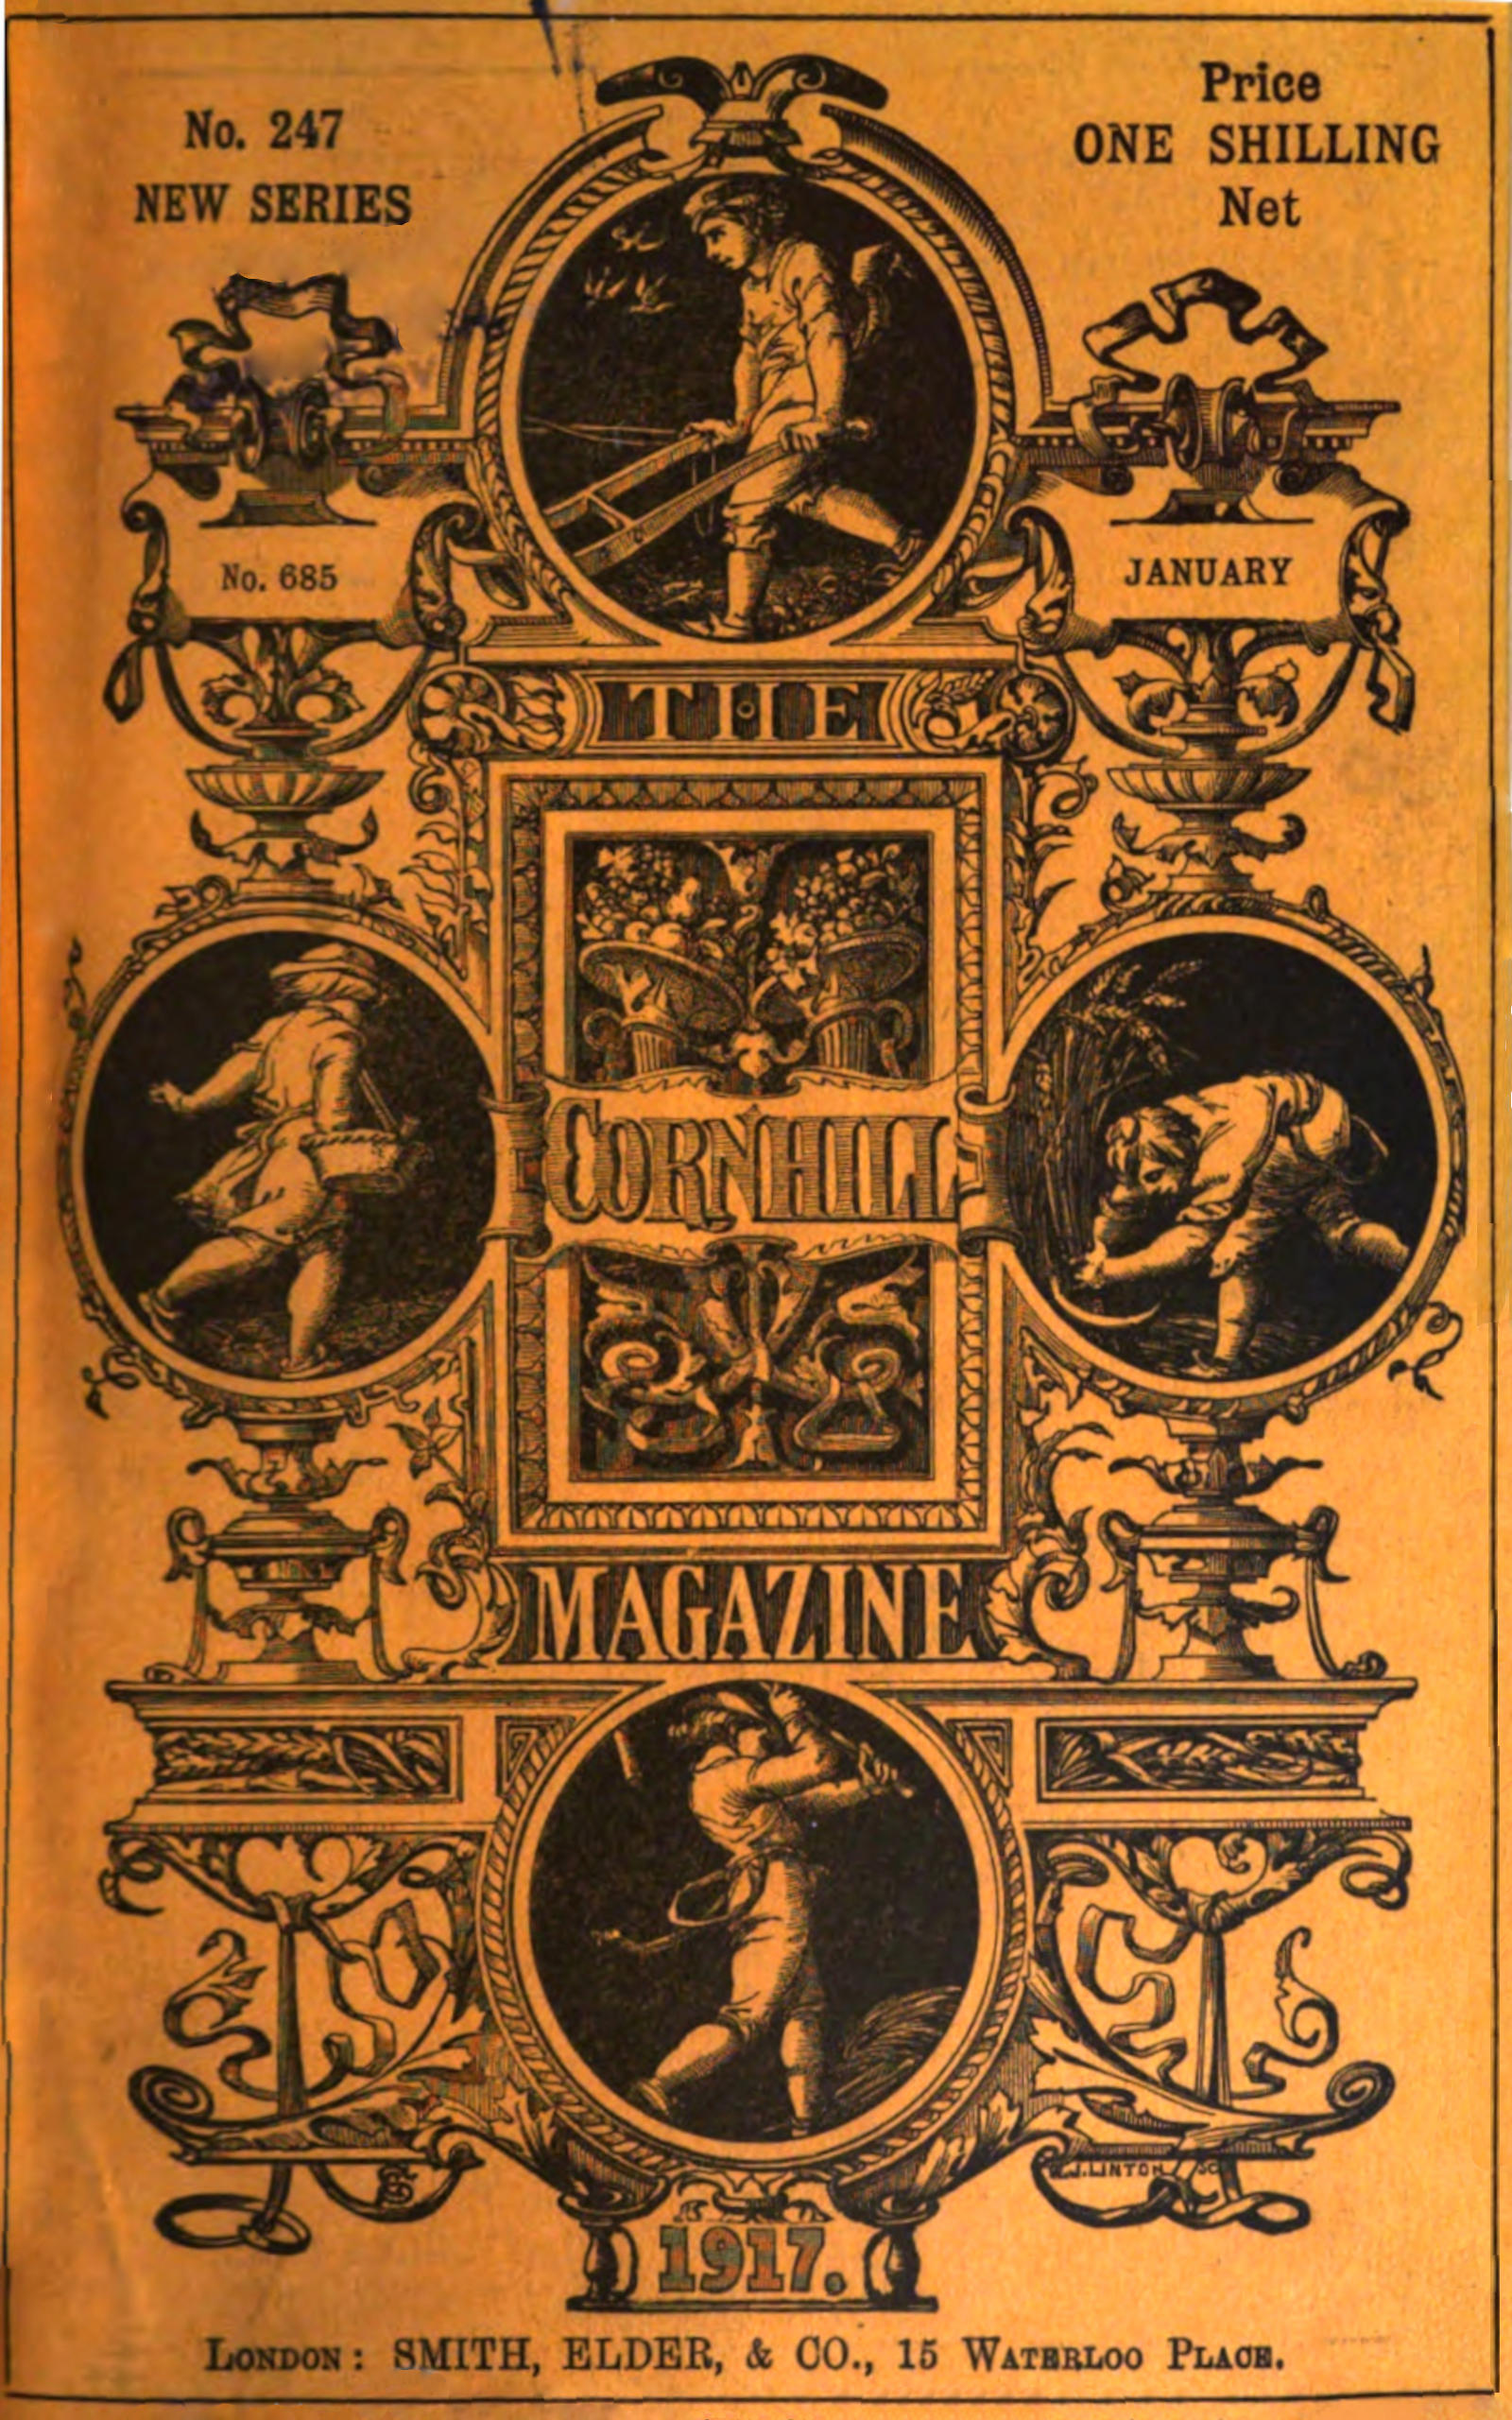 No. 247
NEW SERIES
Price
ONE SHILLING
Net
No. 685
JANUARY
THE
CORNHILL
MAGAZINE
W.J.LINTON SC
1917.
LONDON: SMITH, ELDER, & CO., 15 WATERLOO PLACE.